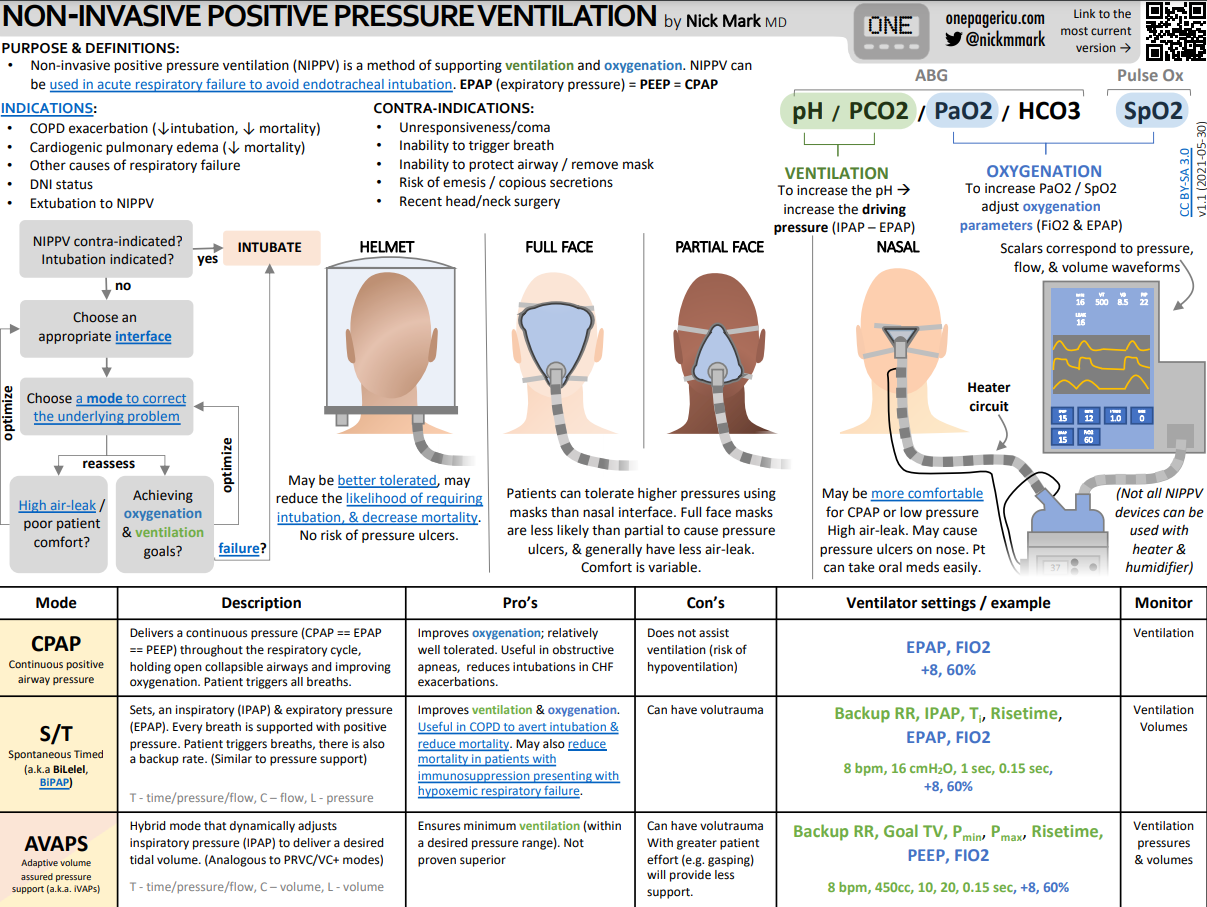 NON-INVASIVE POSITIVE PRESSURE VENTILATION by Nick Mark MD
ONE
onepagericu.com
@nickmmark
Link to the
most current
version →
PURPOSE & DEFINITIONS:
• Non-invasive positive pressure ventilation (NIPPV) is a method of supporting ventilation and oxygenation. NIPPV can
be used in acute respiratory failure to avoid endotracheal intubation. EPAP (expiratory pressure) = PEEP = CPAP
INDICATIONS:
• COPD exacerbation (↓intubation, ↓ mortality)
• Cardiogenic pulmonary edema (↓ mortality)
• Other causes of respiratory failure
• DNI status
• Extubation to NIPPV
CONTRA-INDICATIONS:
• Unresponsiveness/coma
• Inability to trigger breath
• Inability to protect airway / remove mask
• Risk of emesis / copious secretions
• Recent head/neck surgery
ABG
Pulse Ox
pH / PCO2 / PaO2 / HCO3
SpO2
VENTILATION
To increase the pH →
increase the driving
pressure (IPAP – EPAP)
OXYGENATION
To increase PaO2 / SpO2
adjust oxygenation
parameters (FiO2 & EPAP)
CC BY-SA 3.0
v1.1 (2021-05-30)
NIPPV contra-indicated?
Intubation indicated?
yes
INTUBATE
no
Choose an
appropriate interface
Choose a mode to correct
the underlying problem
reassess
optimize
optimize
High air-leak /
poor patient
comfort?
Achieving
oxygenation
& ventilation
goals?
failure?
HELMET
May be better tolerated, may
reduce the likelihood of requiring
intubation, & decrease mortality.
No risk of pressure ulcers.
FULL FACE
PARTIAL FACE
Patients can tolerate higher pressures using
masks than nasal interface. Full face masks
are less likely than partial to cause pressure
ulcers, & generally have less air-leak.
Comfort is variable.
NASAL
May be more comfortable
for CPAP or low pressure
High air-leak. May cause
pressure ulcers on nose. Pt
can take oral meds easily.
Scalars correspond to pressure,
flow, & volume waveforms
16 500 8.5 22
16
15 12 1.0 0
15 60
Heater
circuit
37
(Not all NIPPV
devices can be
used with
heater &
humidifier)
Mode Description Pro's Con's Ventilator settings / example Monitor
CPAP
Continuous positive
airway pressure
Delivers a continuous pressure (CPAP == EPAP
== PEEP) throughout the respiratory cycle,
holding open collapsible airways and improving
oxygenation. Patient triggers all breaths.
Improves oxygenation; relatively
well tolerated. Useful in obstructive
apneas, reduces intubations in CHF
exacerbations.
Does not assist
ventilation (risk of
hypoventilation)
EPAP, FIO2
+8, 60%
Ventilation
S/T
Spontaneous Timed
(a.k.a BiLelel,
BiPAP)
Sets, an inspiratory (IPAP) & expiratory pressure
(EPAP). Every breath is supported with positive
pressure. Patient triggers breaths, there is also
a backup rate. (Similar to pressure support)
T - time/pressure/flow, C – flow, L - pressure
Improves ventilation & oxygenation.
Useful in COPD to avert intubation &
reduce mortality. May also reduce
mortality in patients with
immunosuppression presenting with
hypoxemic respiratory failure.
Can have volutrauma
Backup RR, IPAP, Ti, Risetime,
EPAP, FIO2
8 bpm, 16 cmH2O, 1 sec, 0.15 sec,
+8, 60%
Ventilation
Volumes
AVAPS
Adaptive volume
assured pressure
support (a.k.a. iVAPs)
Hybrid mode that dynamically adjusts
inspiratory pressure (IPAP) to deliver a desired
tidal volume. (Analogous to PRVC/VC+ modes)
T - time/pressure/flow, C – volume, L - volume
Ensures minimum ventilation (within
a desired pressure range). Not
proven superior
Can have volutrauma
With greater patient
effort (e.g. gasping)
will provide less
support.
Backup RR, Goal TV, Pmin, Pmax, Risetime,
PEEP, FIO2
8 bpm, 450cc, 10, 20, 0.15 sec, +8, 60%
Ventilation
pressures
& volumes